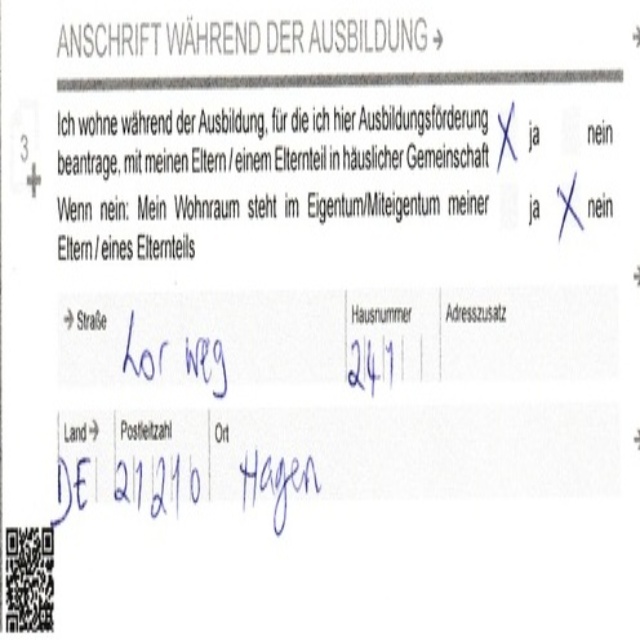 ANSCHRIFT WÄHREND DER AUSBILDUNG →
Ich wohne während der Ausbildung, für die ich hier Ausbildungsförderung
beantrage, mit meinen Eltern / einem Elternteil in häuslicher Gemeinschaft X ja nein
3
Wenn nein: Mein Wohnraum steht im Eigentum/Miteigentum meiner ja X nein
Eltern / eines Elternteils
→ Straße Hausnummer Adresszusatz
Lor weg 241
Land → Postleitzahl Ort
DE 21210 Hagen